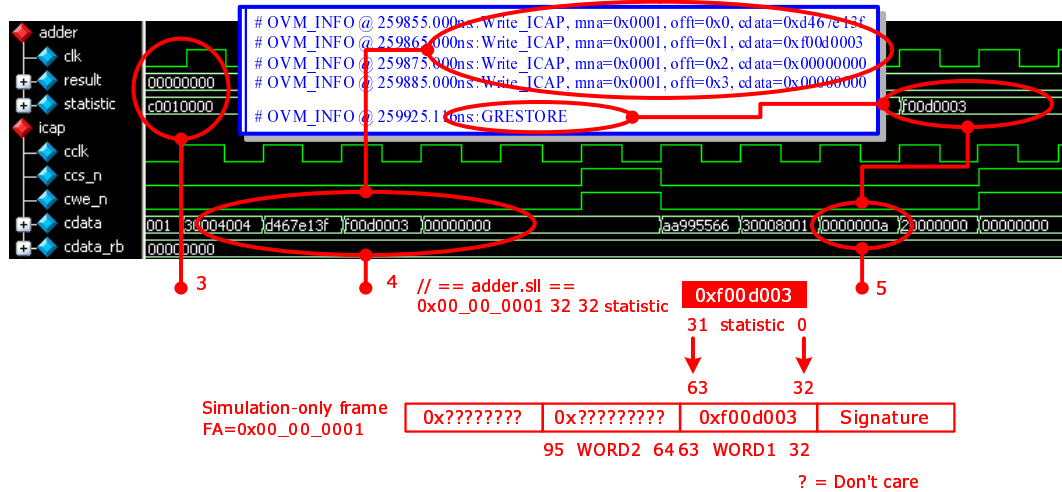 adder
# OVM_INFO @ 259855.000ns: Write_ICAP, mna=0x0001, offt=0x0, cdata=0xd467e13f
# OVM_INFO @ 259865.000ns: Write_ICAP, mna=0x0001, offt=0x1, cdata=0xf00d0003
# OVM_INFO @ 259875.000ns: Write_ICAP, mna=0x0001, offt=0x2, cdata=0x00000000
# OVM_INFO @ 259885.000ns: Write_ICAP, mna=0x0001, offt=0x3, cdata=0x00000000
# OVM_INFO @ 259925.116ns: GRESTORE
clk
result 00000000
statistic c0010000 f00d0003
icap
cclk
ccs_n
cwe_n
cdata 001 30004004 d467e13f f00d0003 00000000 aa995566 30008001 0000000a 20000000 00000000
cdata_rb 00000000
3 4 5
// == adder.sll ==
0x00_00_0001 32 32 statistic
0xf00d003
31 statistic 0
63 32
Simulation-only frame
FA=0x00_00_0001
0x???????? 0x????????? 0xf00d003 Signature
95 WORD2 64 63 WORD1 32
? = Don't care